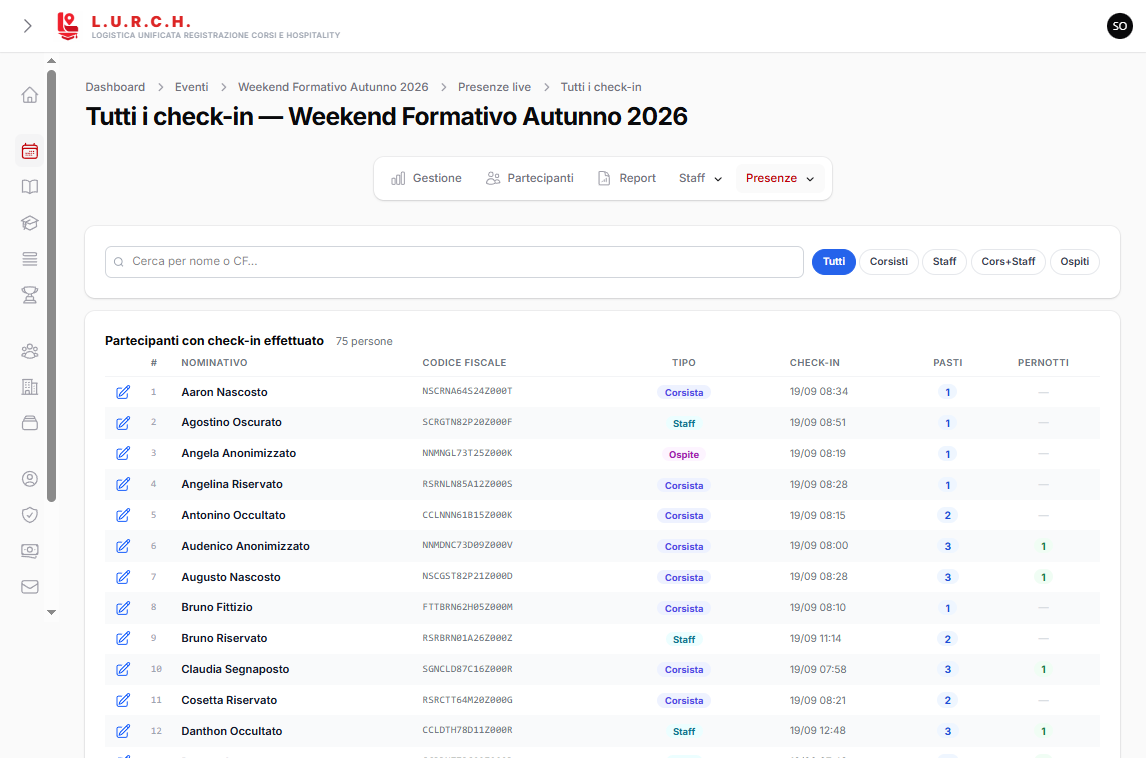 L.U.R.C.H.
LOGISTICA UNIFICATA REGISTRAZIONE CORSI E HOSPITALITY
SO
Dashboard > Eventi > Weekend Formativo Autunno 2026 > Presenze live > Tutti i check-in
Tutti i check-in — Weekend Formativo Autunno 2026
Gestione Partecipanti Report Staff Presenze
Cerca per nome o CF... Tutti Corsisti Staff Cors+Staff Ospiti
Partecipanti con check-in effettuato 75 persone
# NOMINATIVO CODICE FISCALE TIPO CHECK-IN PASTI PERNOTTI
1 Aaron Nascosto NSCRNA64S24Z000T Corsista 19/09 08:34 1 —
2 Agostino Oscurato SCRGTN82P20Z000F Staff 19/09 08:51 1 —
3 Angela Anonimizzato NNMNGL73T25Z000K Ospite 19/09 08:19 1 —
4 Angelina Riservato RSRNLN85A12Z000S Corsista 19/09 08:28 1 —
5 Antonino Occultato CCLNNN61B15Z000K Corsista 19/09 08:15 2 —
6 Audenico Anonimizzato NNMDNC73D09Z000V Corsista 19/09 08:00 3 1
7 Augusto Nascosto NSCGST82P21Z000D Corsista 19/09 08:28 3 1
8 Bruno Fittizio FTTBRN62H05Z000M Corsista 19/09 08:10 1 —
9 Bruno Riservato RSRBRN01A26Z000Z Staff 19/09 11:14 2 —
10 Claudia Segnaposto SGNCLD87C16Z000R Corsista 19/09 07:58 3 1
11 Cosetta Riservato RSRCTT64M20Z000G Corsista 19/09 08:21 2 —
12 Danthon Occultato CCLDTH78D11Z000R Staff 19/09 12:48 3 1